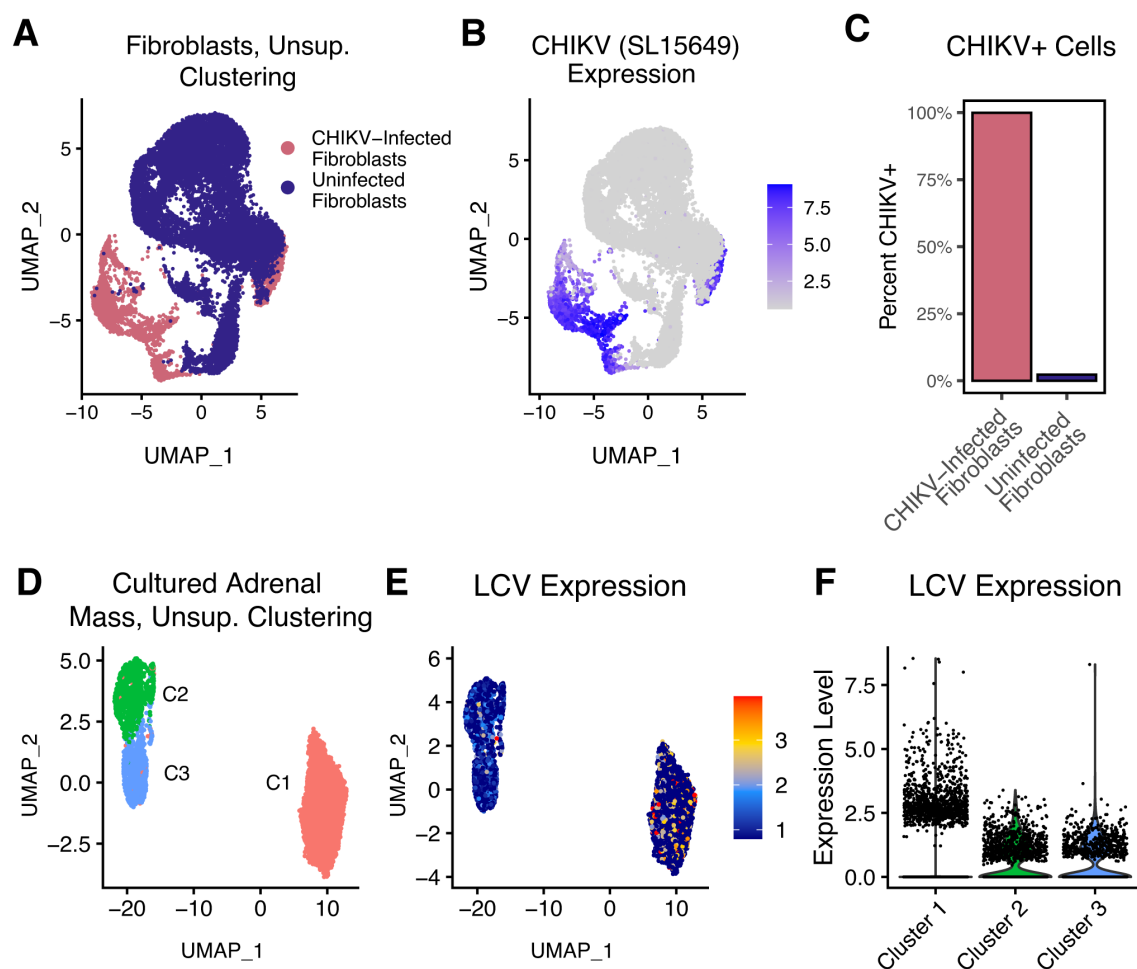 A
Fibroblasts, Unsup.
Clustering
CHIKV−Infected
Fibroblasts
Uninfected
Fibroblasts
UMAP_2
5
0
−5
−10
−5
0
5
UMAP_1
B
CHIKV (SL15649)
Expression
UMAP_2
5
0
−5
−10
−5
0
5
UMAP_1
7.5
5.0
2.5
C
CHIKV+ Cells
Percent CHIKV+
100%
75%
50%
25%
0%
CHIKV−Infected
Fibroblasts
Uninfected
Fibroblasts
D
Cultured Adrenal
Mass, Unsup. Clustering
UMAP_2
5.0
2.5
0.0
−2.5
C2
C3
C1
−20
−10
0
10
UMAP_1
E
LCV Expression
UMAP_2
6
4
2
0
−2
−4
−20
−10
0
10
UMAP_1
3
2
1
F
LCV Expression
Expression Level
7.5
5.0
2.5
0.0
Cluster 1
Cluster 2
Cluster 3